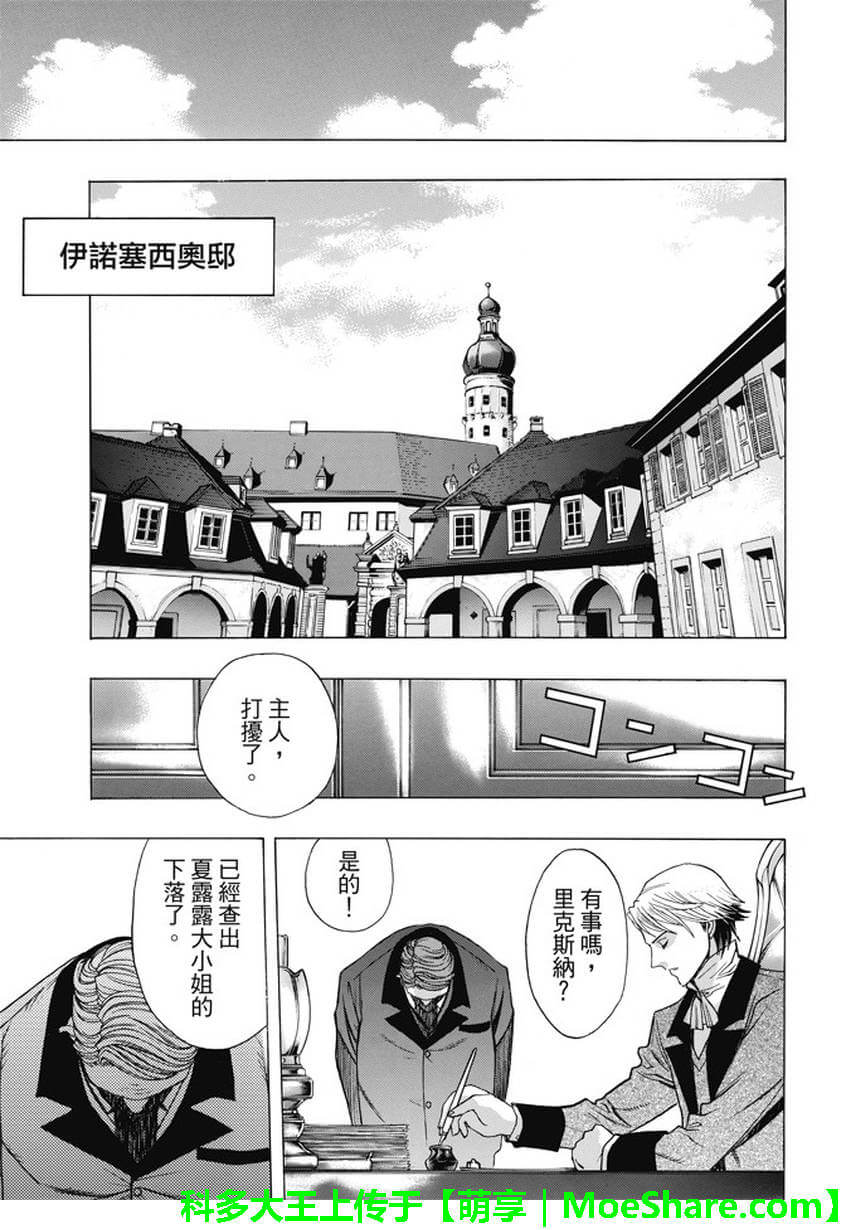 伊諾塞西奧邸
コンコン
主人，
打擾了。
有事嗎，
里克斯納？
是的！
已經查出
夏露露大小姐的
下落了。
科多大王上传于【萌享｜MoeShare.com】